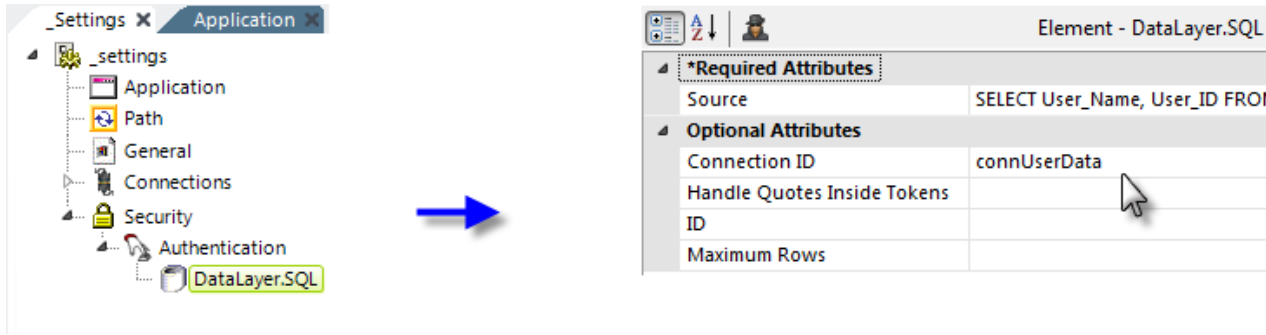 _Settings Application
_settings
Application
Path
General
Connections
Security
Authentication
DataLayer.SQL
A Z
Element - DataLayer.SQL
*Required Attributes
Source SELECT User_Name, User_ID FROM
Optional Attributes
Connection ID connUserData
Handle Quotes Inside Tokens
ID
Maximum Rows